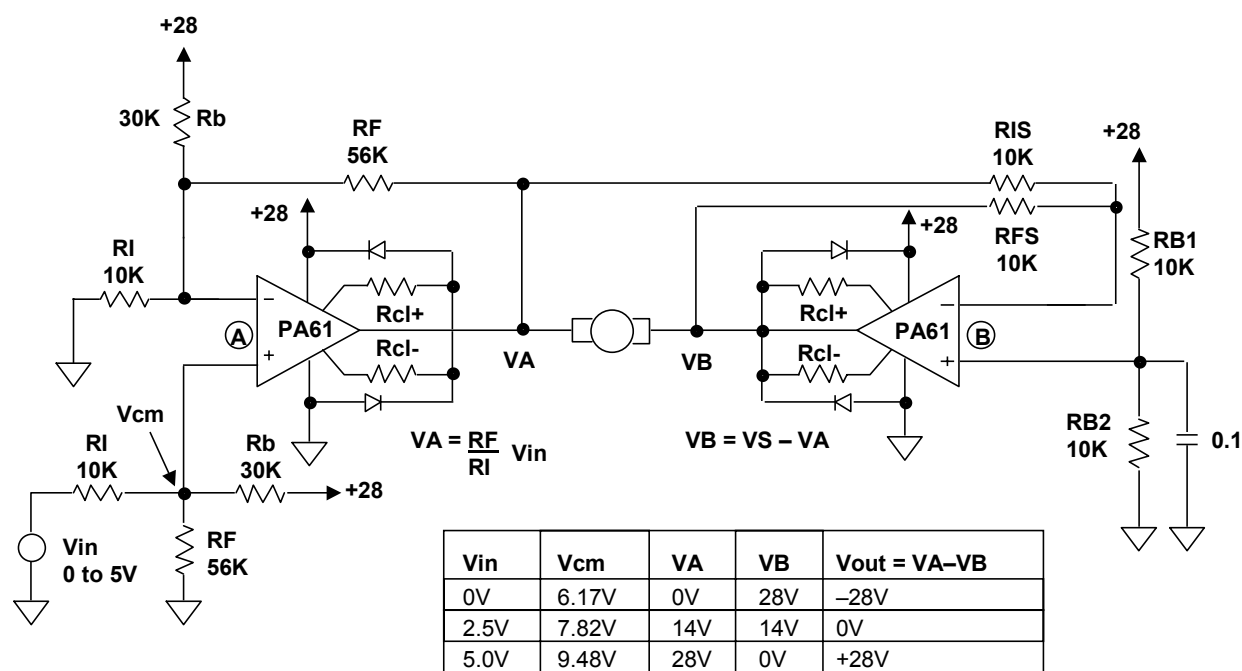 +28
30K Rb
RF
56K
RIS
10K
+28
+28
+28
RFS
10K
RB1
10K
RI
10K
Rcl+
Rcl+
−
−
PA61
PA61
A
B
+
+
Rcl-
Rcl-
VA
VB
Vcm
VA = RF/RI Vin
VB = VS – VA
RB2
10K
0.1
RI
10K
Rb
30K
+28
Vin
0 to 5V
RF
56K
Vin Vcm VA VB Vout = VA–VB
0V 6.17V 0V 28V –28V
2.5V 7.82V 14V 14V 0V
5.0V 9.48V 28V 0V +28V